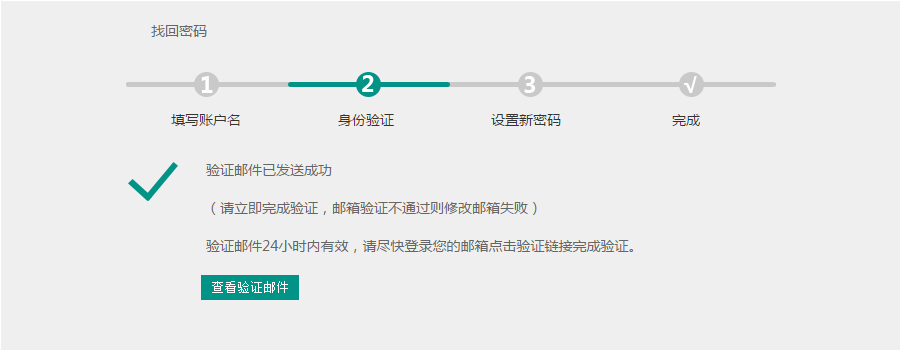 找回密码
1 2 3 √
填写账户名 身份验证 设置新密码 完成
验证邮件已发送成功
（请立即完成验证，邮箱验证不通过则修改邮箱失败）
验证邮件24小时内有效，请尽快登录您的邮箱点击验证链接完成验证。
查看验证邮件